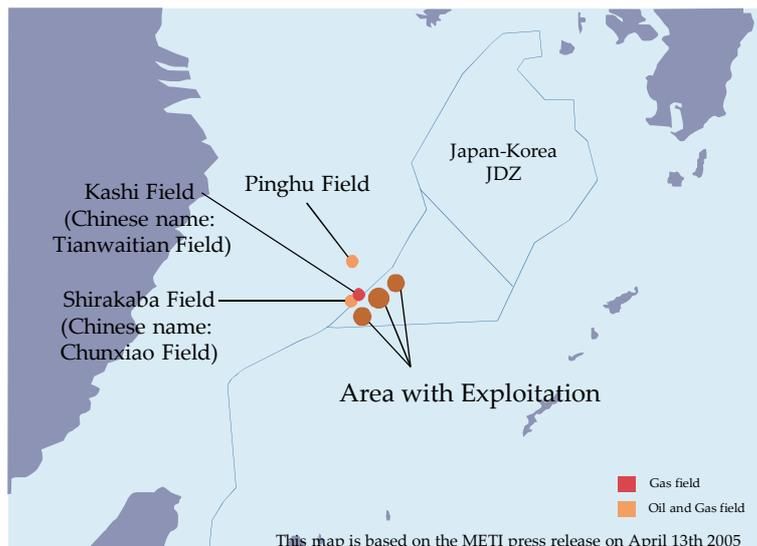 Japan-Korea
JDZ
Pinghu Field
Kashi Field
(Chinese name:
Tianwaitian Field)
Shirakaba Field
(Chinese name:
Chunxiao Field)
Area with Exploitation
Gas field
Oil and Gas field
This map is based on the METI press release on April 13th 2005